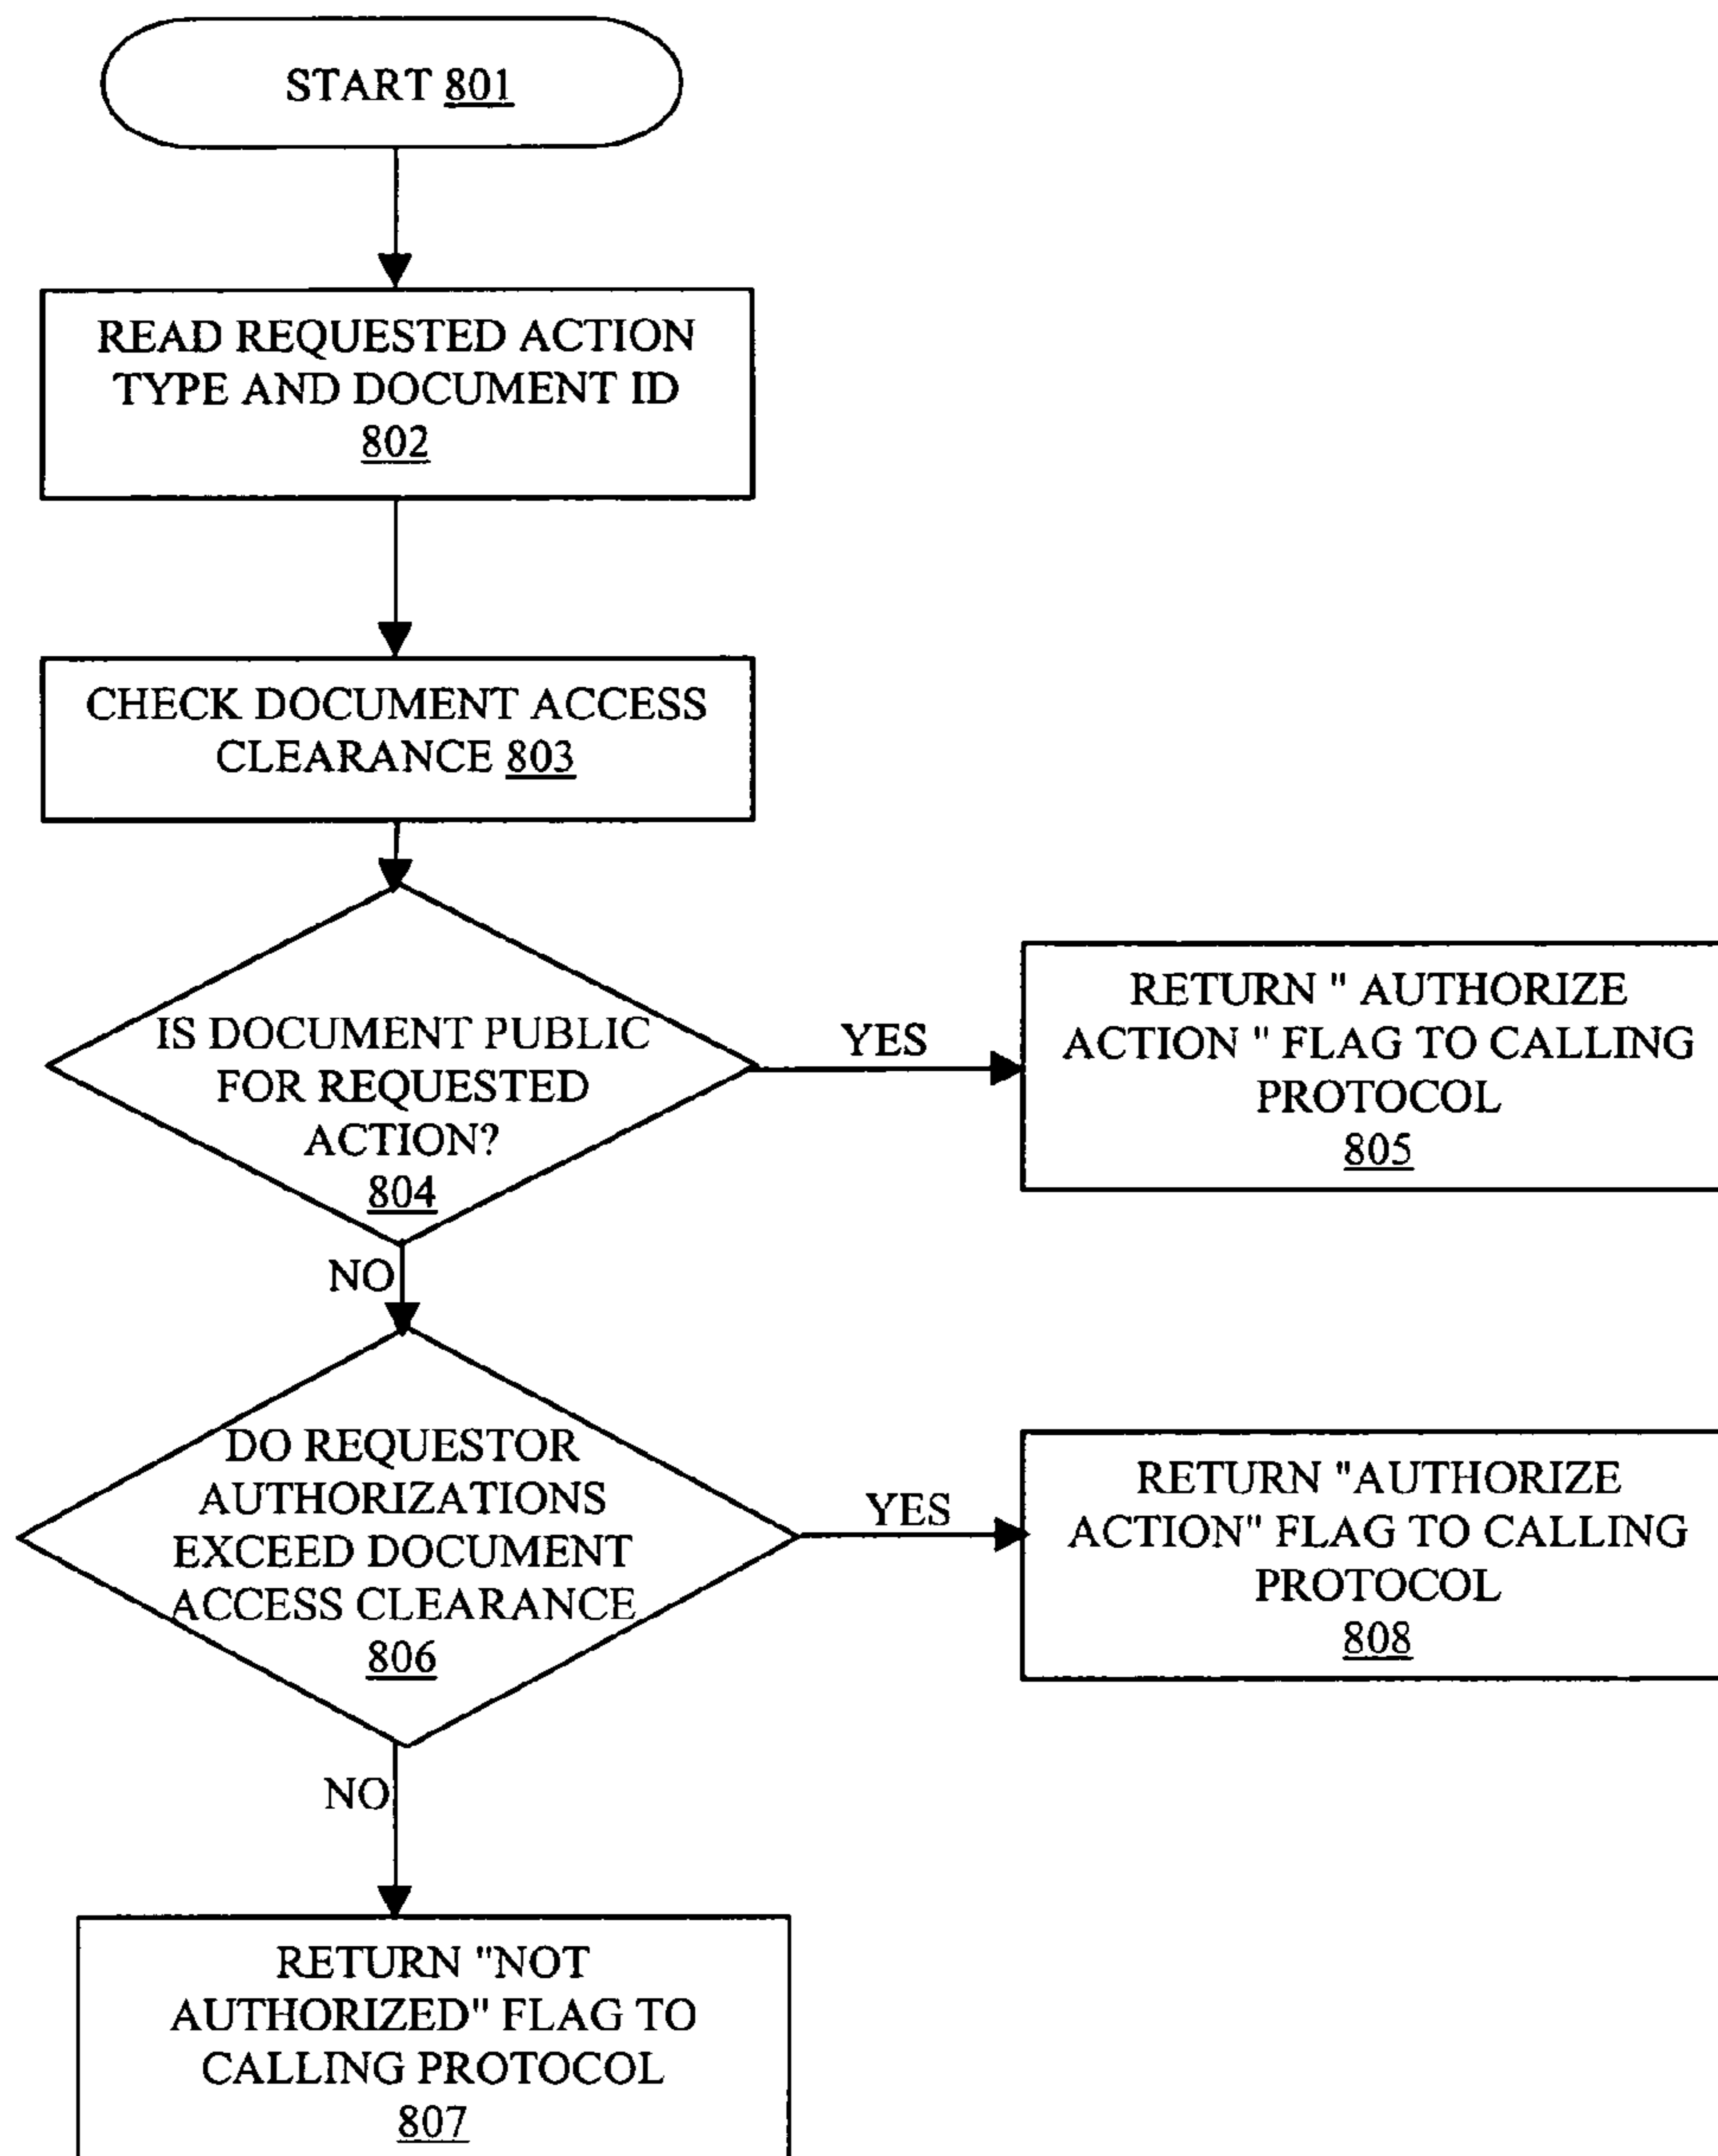 START 801
READ REQUESTED ACTION
TYPE AND DOCUMENT ID
802
CHECK DOCUMENT ACCESS
CLEARANCE 803
IS DOCUMENT PUBLIC
FOR REQUESTED
ACTION?
804
YES
RETURN " AUTHORIZE
ACTION " FLAG TO CALLING
PROTOCOL
805
NO
DO REQUESTOR
AUTHORIZATIONS
EXCEED DOCUMENT
ACCESS CLEARANCE
806
YES
RETURN "AUTHORIZE
ACTION" FLAG TO CALLING
PROTOCOL
808
NO
RETURN "NOT
AUTHORIZED" FLAG TO
CALLING PROTOCOL
807